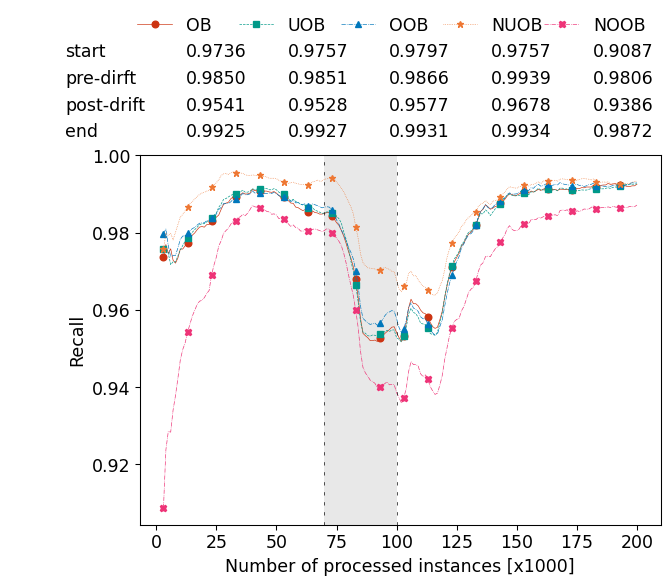 OB UOB OOB NUOB NOOB
start 0.9736 0.9757 0.9797 0.9757 0.9087
pre-dirft 0.9850 0.9851 0.9866 0.9939 0.9806
post-drift 0.9541 0.9528 0.9577 0.9678 0.9386
end 0.9925 0.9927 0.9931 0.9934 0.9872
1.00
0.98
0.96
0.94
0.92
Recall
0 25 50 75 100 125 150 175 200
Number of processed instances [x1000]